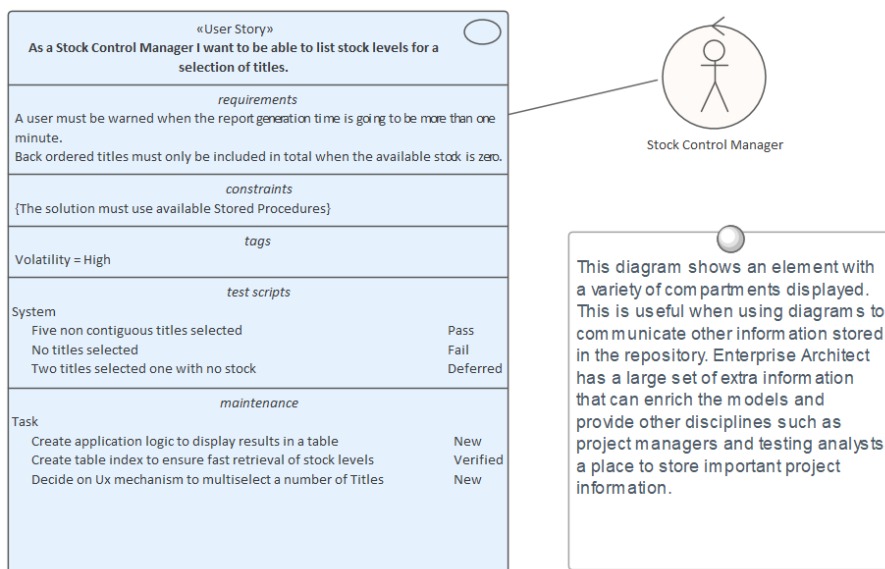 «User Story»
As a Stock Control Manager I want to be able to list stock levels for a
selection of titles.
requirements
A user must be warned when the report generation time is going to be more than one
minute.
Back ordered titles must only be included in total when the available stock is zero.
constraints
{The solution must use available Stored Procedures}
tags
Volatility = High
test scripts
System
Five non contiguous titles selected Pass
No titles selected Fail
Two titles selected one with no stock Deferred
maintenance
Task
Create application logic to display results in a table New
Create table index to ensure fast retrieval of stock levels Verified
Decide on Ux mechanism to multiselect a number of Titles New
Stock Control Manager
This diagram shows an element with
a variety of compartments displayed.
This is useful when using diagrams to
communicate other information stored
in the repository. Enterprise Architect
has a large set of extra information
that can enrich the models and
provide other disciplines such as
project managers and testing analysts
a place to store important project
information.